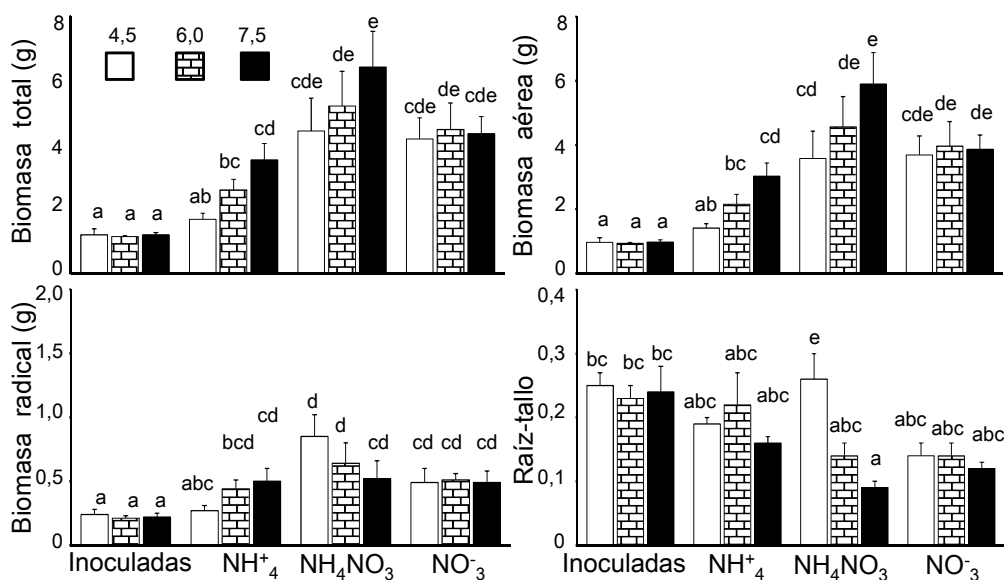 Biomasa total (g)
8
6
4
2
0
4,5 6,0 7,5
a a a
ab bc cd
cde de e
cde de cde
Biomasa aérea (g)
8
6
4
2
0
a a a
ab bc cd
cd de e
cde de de
Biomasa radical (g)
2,0
1,5
1,0
0,5
0
a a a
abc bcd cd
d d cd
cd cd cd
Inoculadas NH⁺₄ NH₄NO₃ NO⁻₃
Raíz-tallo
0,4
0,3
0,2
0,1
0
bc bc bc
abc abc abc
e abc a
abc abc abc
Inoculadas NH⁺₄ NH₄NO₃ NO⁻₃